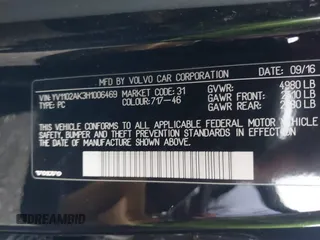 MFD. BY VOLVO CAR CORPORATION 09/16
VIN: YV1102AK3H1006469 MARKET CODE: 31 GVWR: 4980 LB
TYPE: PC COLOUR: 717-46 GAWR FRONT: LB
GAWR REAR: LB
THIS VEHICLE CONFORMS TO ALL APPLICABLE FEDERAL MOTOR VEHICLE
SAFETY, BUMPER AND THEFT PREVENTION STANDARDS IN EFFECT ON THE
DATE OF MANUFACTURE SHOWN ABOVE.
VOLVO
DREAMBID